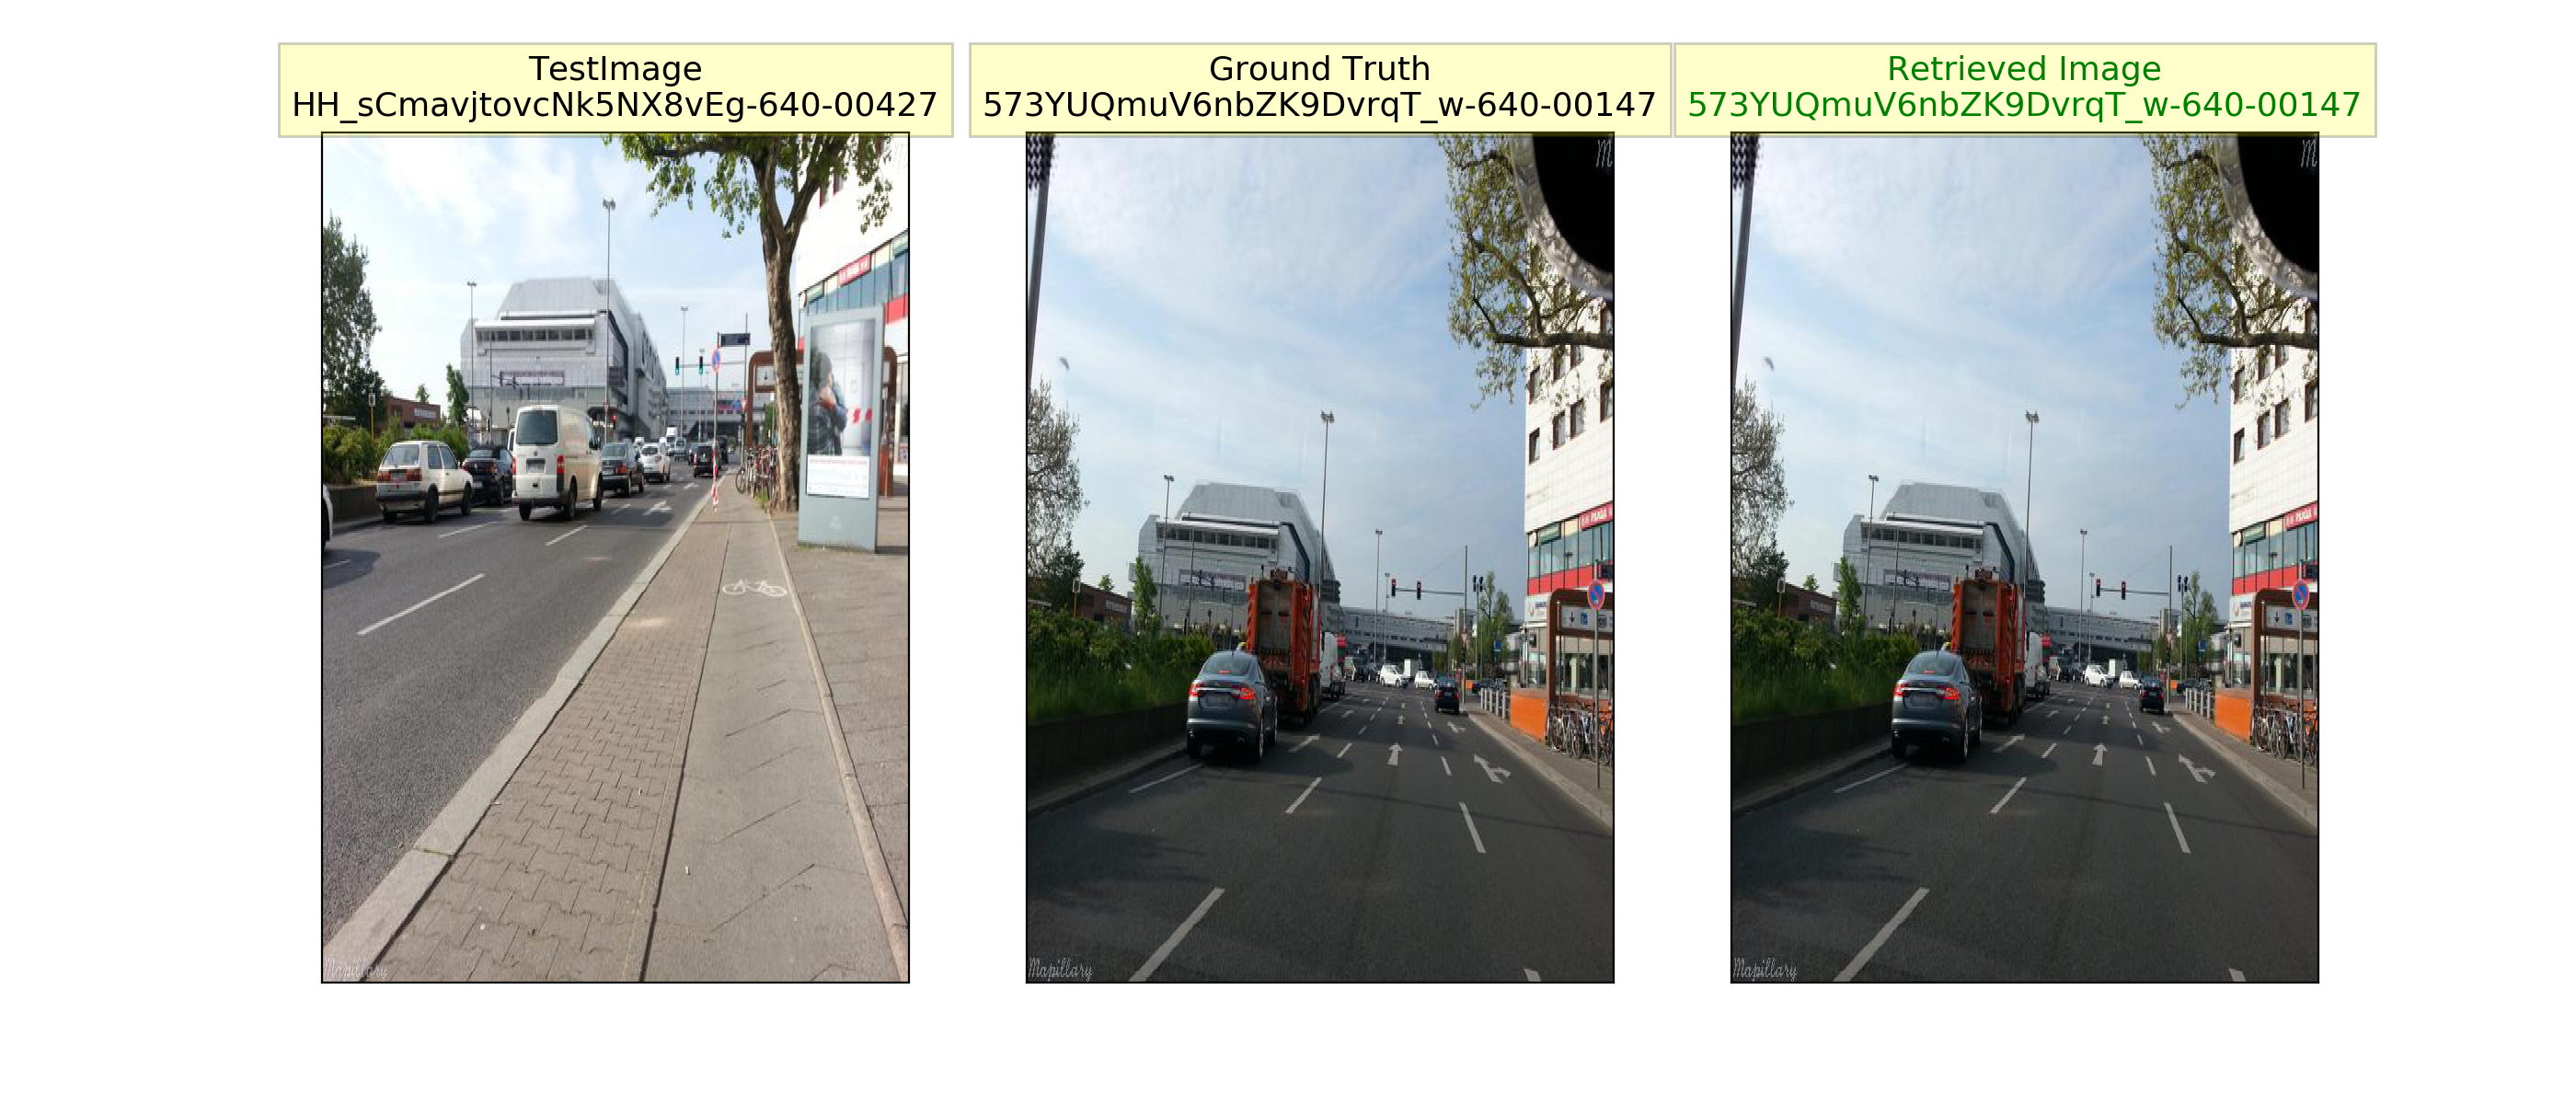 TestImage
HH_sCmavjtovcNk5NX8vEg-640-00427
Ground Truth
573YUQmuV6nbZK9DvrqT_w-640-00147
Retrieved Image
573YUQmuV6nbZK9DvrqT_w-640-00147
Mapillary
Mapillary
Mapillary